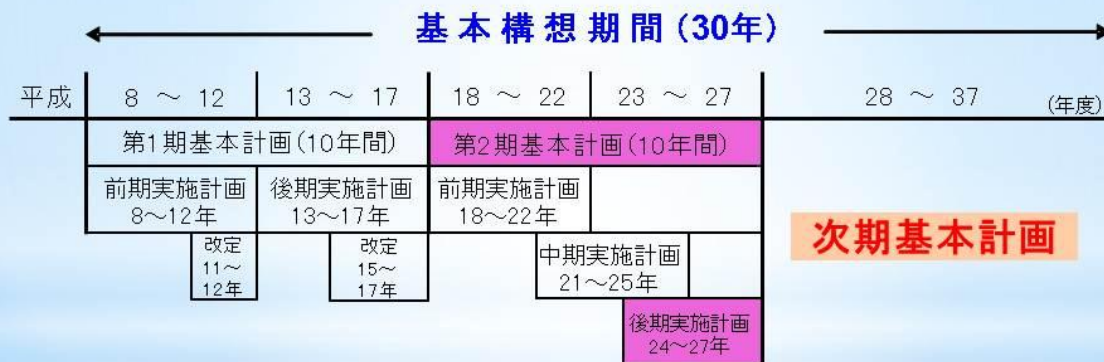 基本構想期間(30年)
平成 8 ～ 12 13 ～ 17 18 ～ 22 23 ～ 27 28 ～ 37 (年度)
第1期基本計画(10年間) 第2期基本計画(10年間)
前期実施計画 後期実施計画 前期実施計画
8～12年 13～17年 18～22年
次期基本計画
改定 改定
11～ 15～
12年 17年
中期実施計画
21～25年
後期実施計画
24～27年